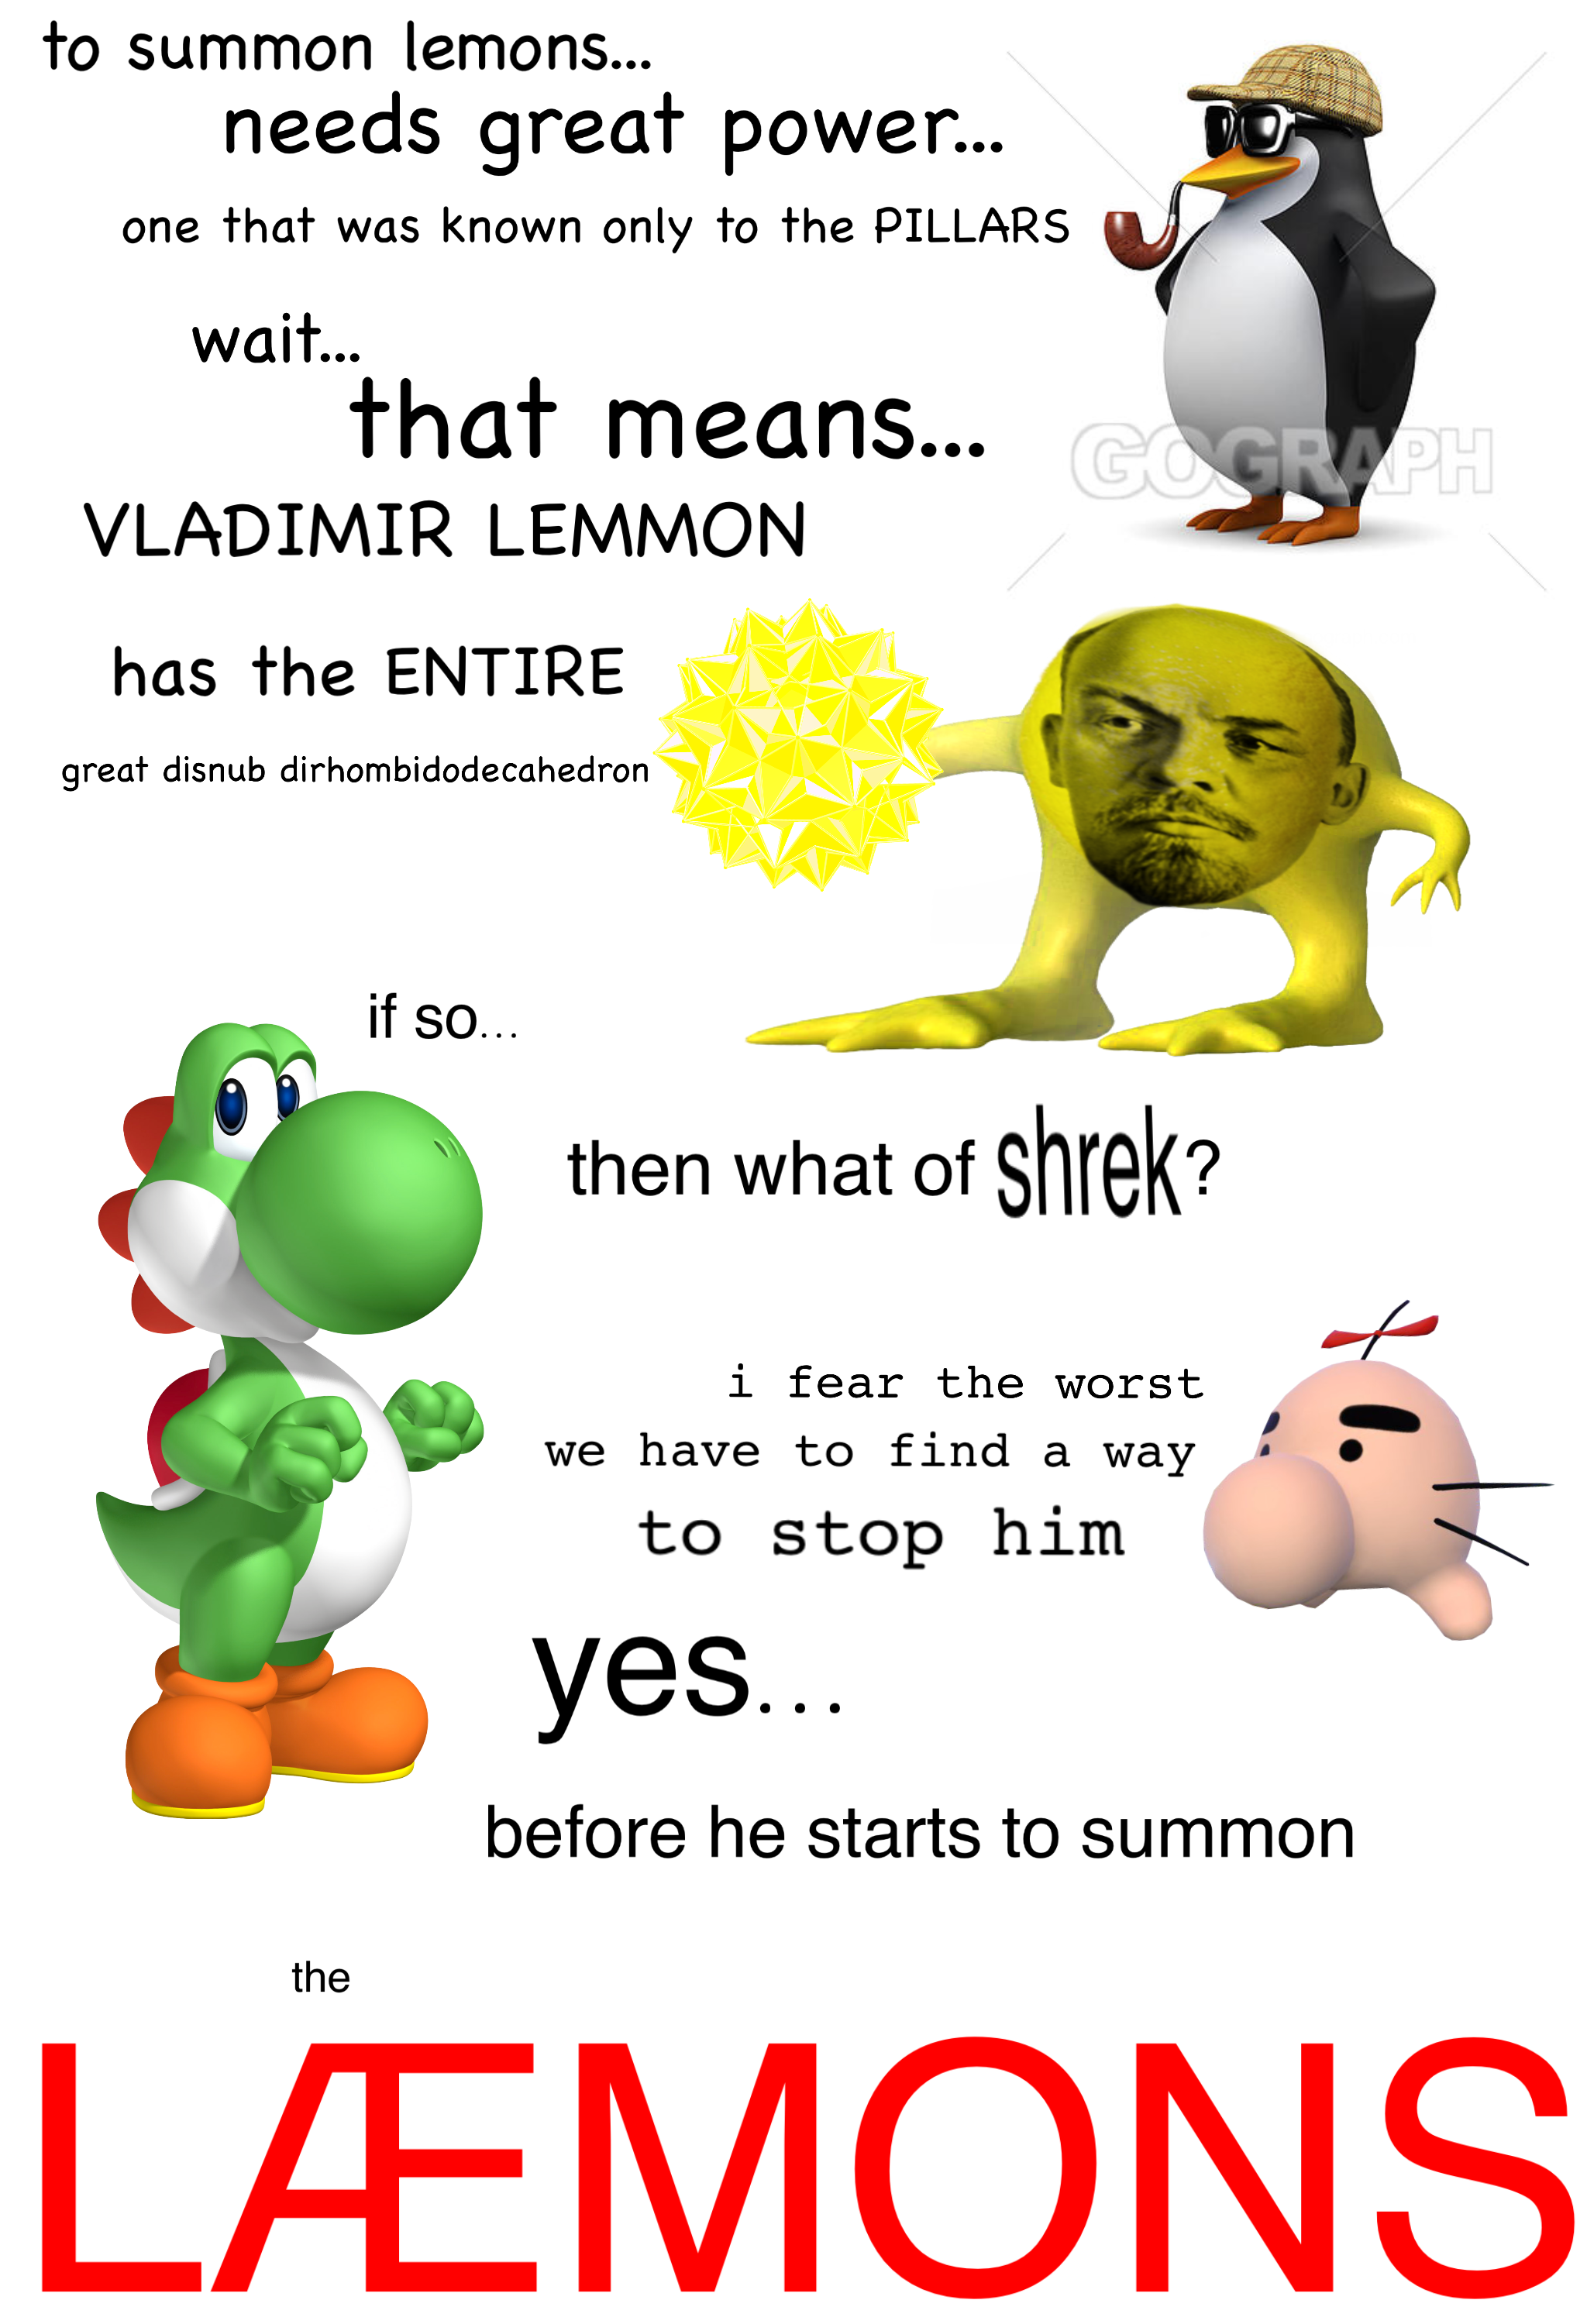 to summon lemons...
needs great power...
one that was known only to the PILLARS
wait...
that means...
GOGRAPH
VLADIMIR LEMMON
has the ENTIRE
great disnub dirhombidodecahedron
if so...
then what of shrek?
i fear the worst
we have to find a way
to stop him
yes...
before he starts to summon
the
LÆMONS